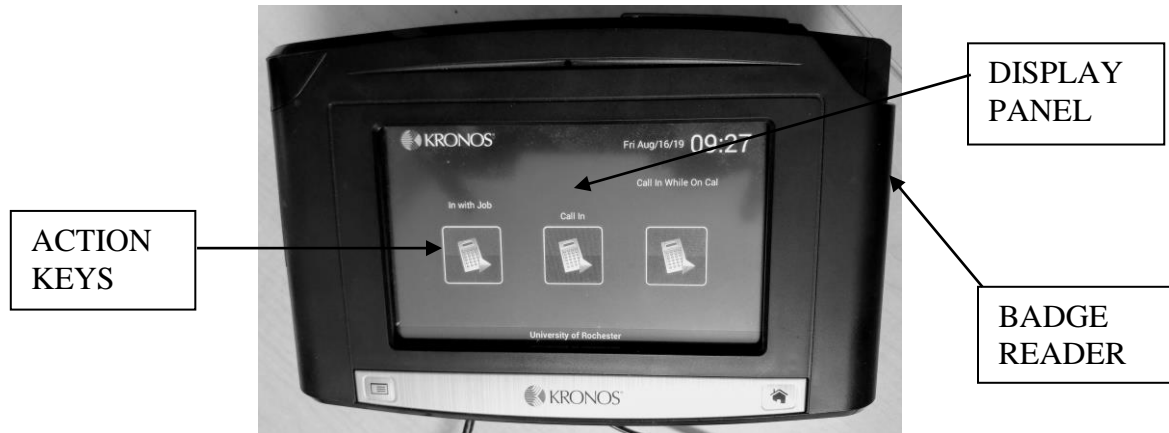 DISPLAY
PANEL
KRONOS
Fri Aug/16/19 09:27
Call In While On Cal
In with Job
Call In
ACTION
KEYS
University of Rochester
BADGE
READER
KRONOS